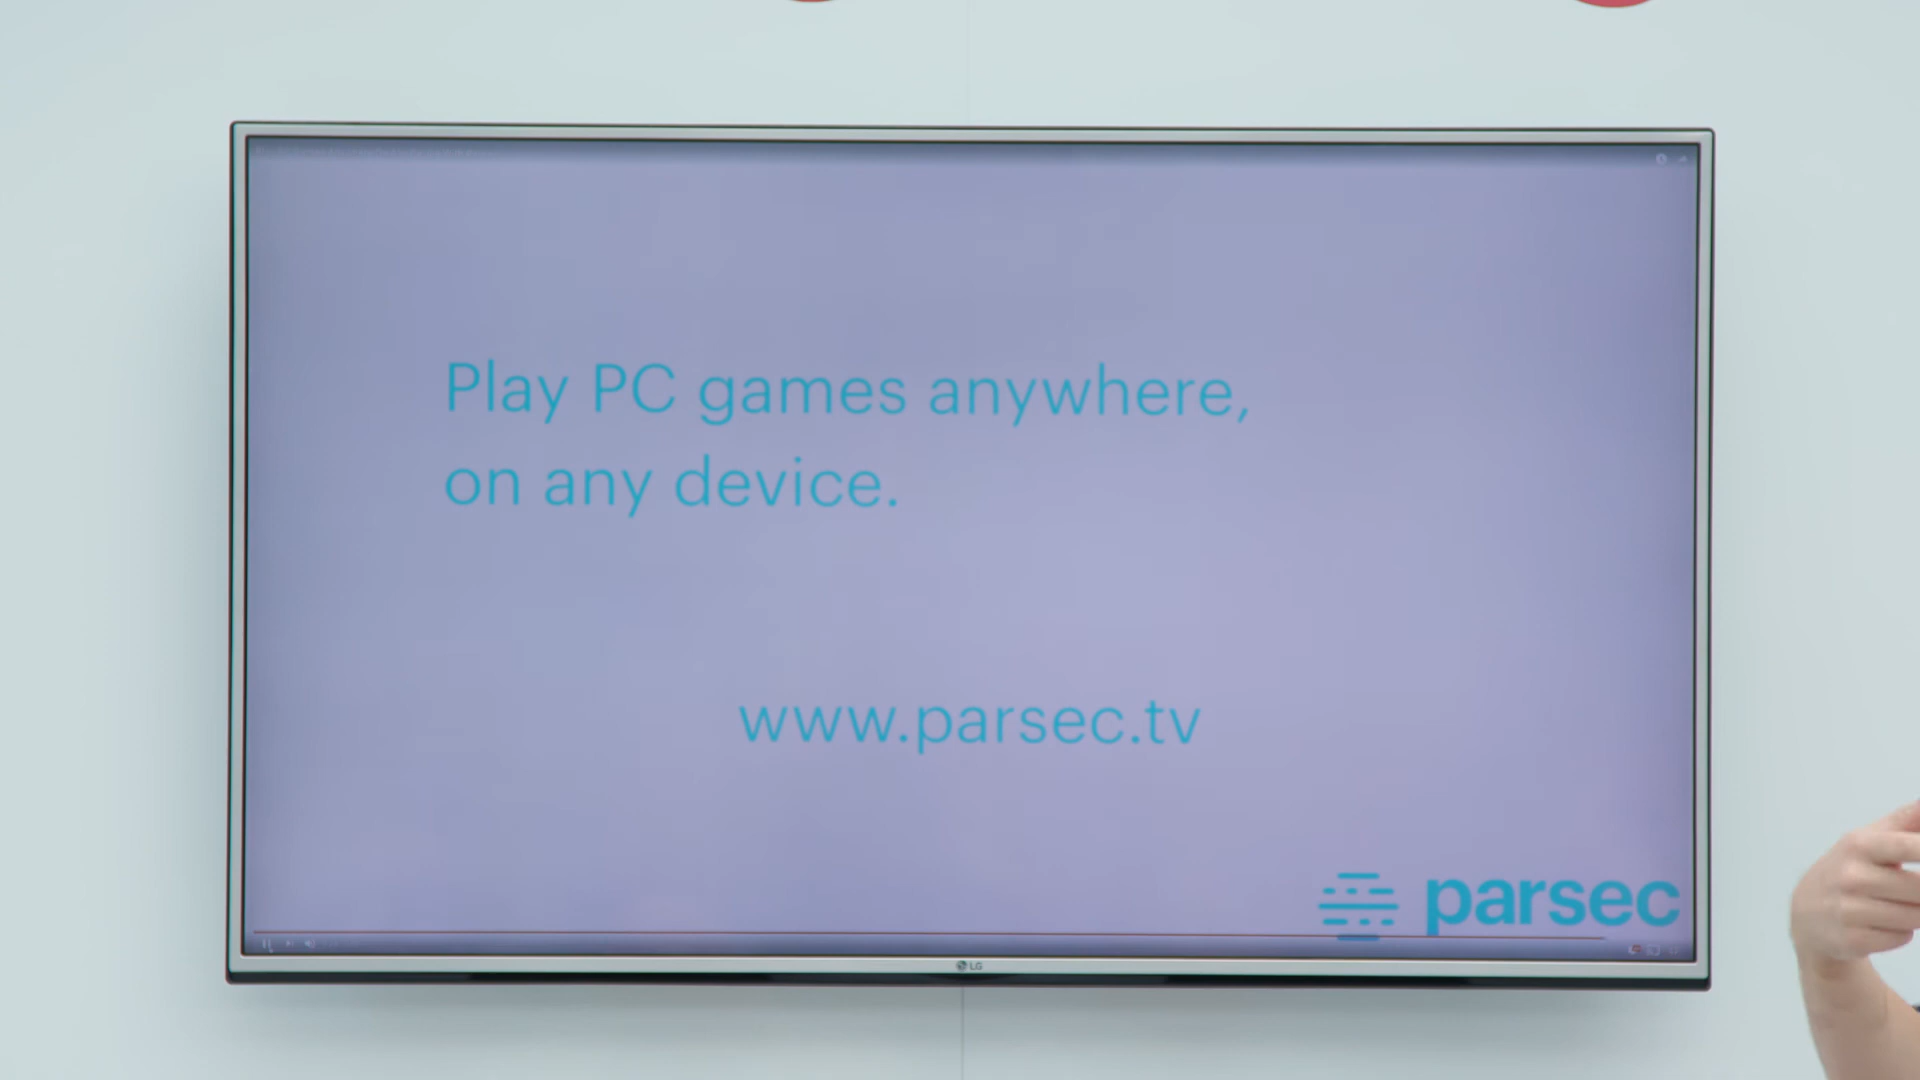 Play PC games anywhere,
on any device.
www.parsec.tv
parsec
LG